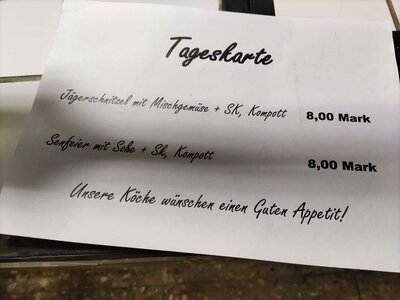 Tageskarte
Jägerschnitzel mit Mischgemüse + SK, Kompott 8,00 Mark
Senfeier mit Sobe + Sk, Kompott 8,00 Mark
Unsere Köche wünschen einen Guten Appetit!